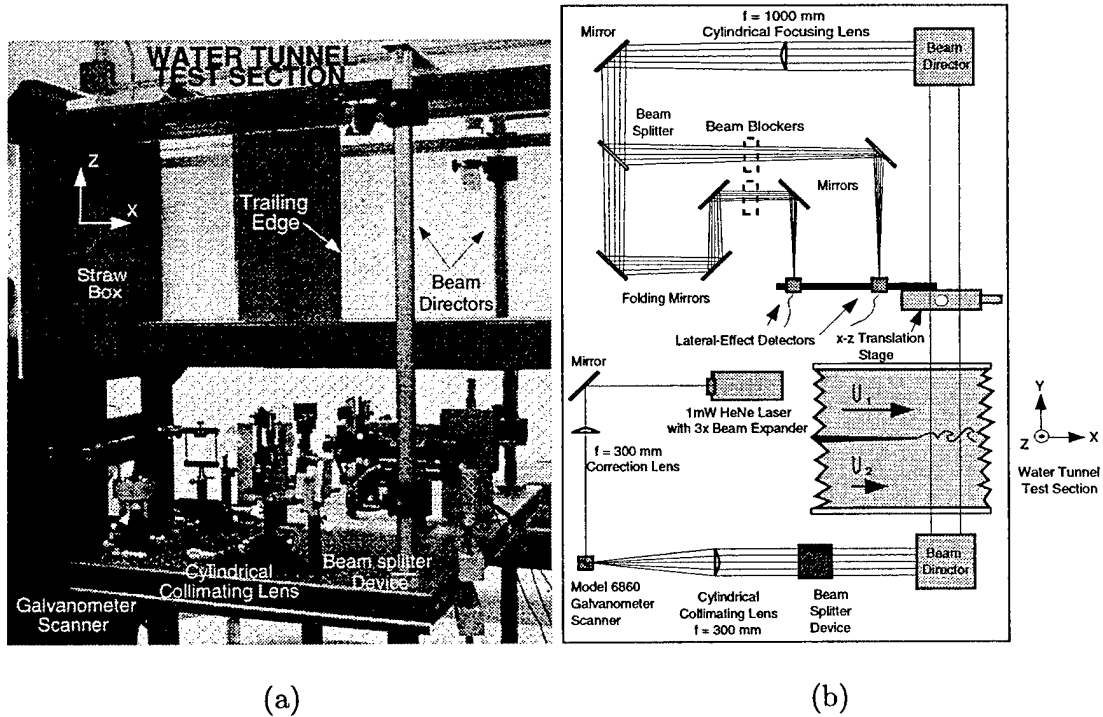 WATER TUNNEL
TEST SECTION
Z
X
Trailing
Edge
Straw
Box
Beam
Directors
Cylindrical
Collimating Lens
Beam splitter
Device
Galvanometer
Scanner
(a)
f = 1000 mm
Cylindrical Focusing Lens
Mirror
Beam
Director
Beam
Splitter
Beam Blockers
Mirrors
Folding Mirrors
Lateral-Effect Detectors
x-z Translation
Stage
Mirror
1mW HeNe Laser
with 3x Beam Expander
f = 300 mm
Correction Lens
U1
U2
Y
Z
X
Water Tunnel
Test Section
Beam
Director
Model 6860
Galvanometer
Scanner
Cylindrical
Collimating Lens
f = 300 mm
Beam
Splitter
Device
(b)